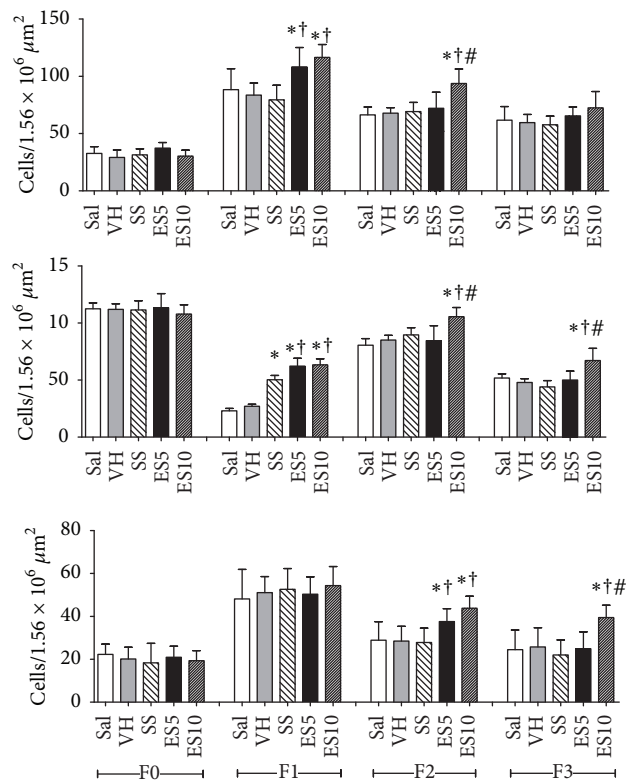 150
100
50
0
Cells/1.56 × 10⁶ μm²
∗† ∗† ∗†#
Sal VH SS ES5 ES10 Sal VH SS ES5 ES10 Sal VH SS ES5 ES10 Sal VH SS ES5 ES10
15
10
50
0
Cells/1.56 × 10⁶ μm²
∗ ∗† ∗† ∗†# ∗†#
Sal VH SS ES5 ES10 Sal VH SS ES5 ES10 Sal VH SS ES5 ES10 Sal VH SS ES5 ES10
80
60
40
20
0
Cells/1.56 × 10⁶ μm²
∗† ∗† ∗†#
Sal VH SS ES5 ES10 Sal VH SS ES5 ES10 Sal VH SS ES5 ES10 Sal VH SS ES5 ES10
F0 F1 F2 F3